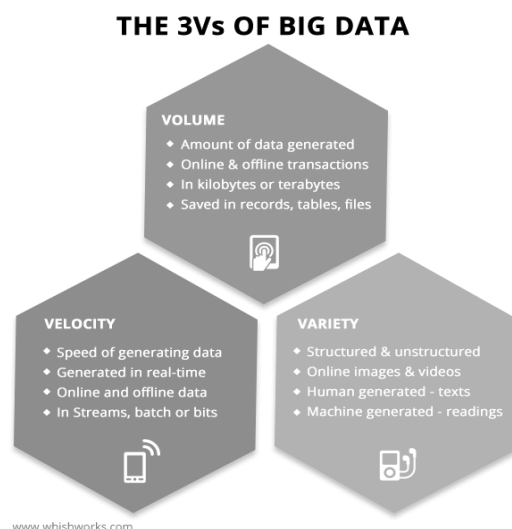 THE 3Vs OF BIG DATA
VOLUME
Amount of data generated
Online & offline transactions
In kilobytes or terabytes
Saved in records, tables, files
VELOCITY
Speed of generating data
Generated in real-time
Online and offline data
In Streams, batch or bits
VARIETY
Structured & unstructured
Online images & videos
Human generated - texts
Machine generated - readings
www.whishworks.com